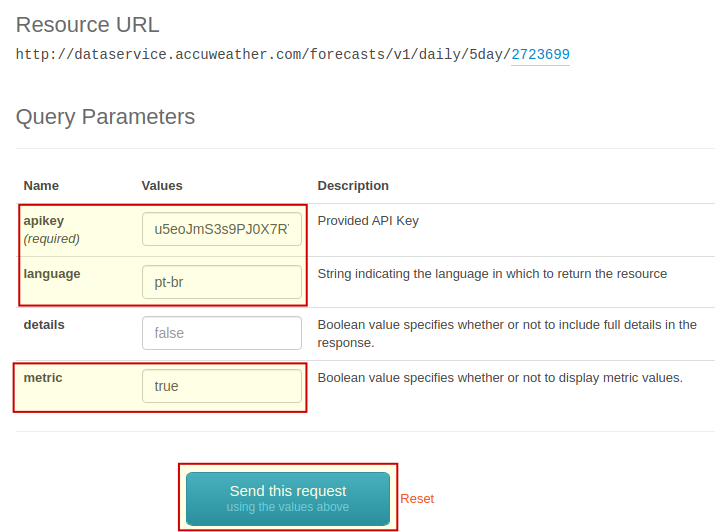 Resource URL
http://dataservice.accuweather.com/forecasts/v1/daily/5day/2723699
Query Parameters
Name Values Description
apikey u5eoJmS3s9PJ0X7R Provided API Key
(required)
language pt-br String indicating the language in which to return the resource
details false Boolean value specifies whether or not to include full details in the
response.
metric true Boolean value specifies whether or not to display metric values.
Send this request Reset
using the values above